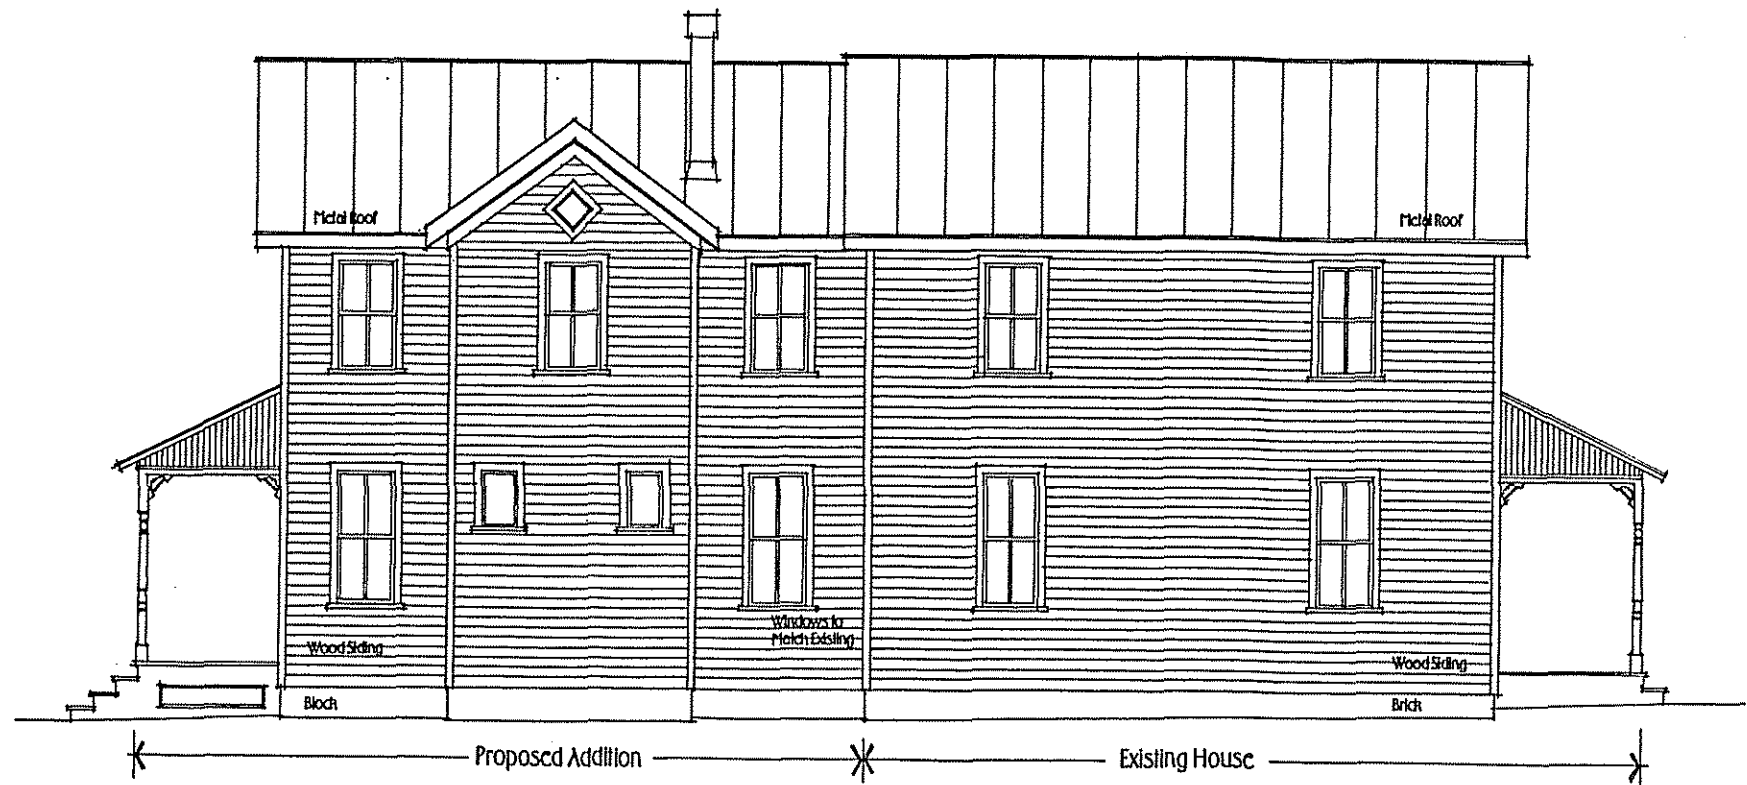 Metal Roof
Metal Roof
Windows to
Match Existing
Wood Siding
Wood Siding
Block
Brick
Proposed Addition
Existing House